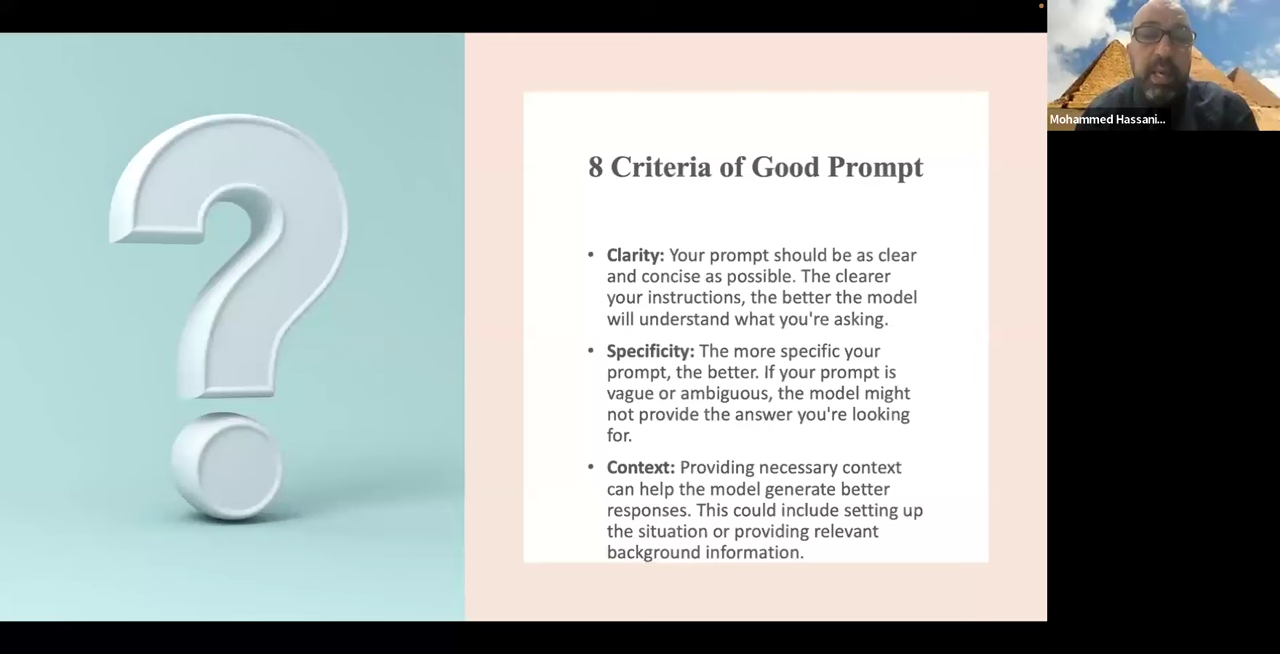 8 Criteria of Good Prompt
• Clarity: Your prompt should be as clear
and concise as possible. The clearer
your instructions, the better the model
will understand what you're asking.
• Specificity: The more specific your
prompt, the better. If your prompt is
vague or ambiguous, the model might
not provide the answer you're looking
for.
• Context: Providing necessary context
can help the model generate better
responses. This could include setting up
the situation or providing relevant
background information.
Mohammed Hassani...